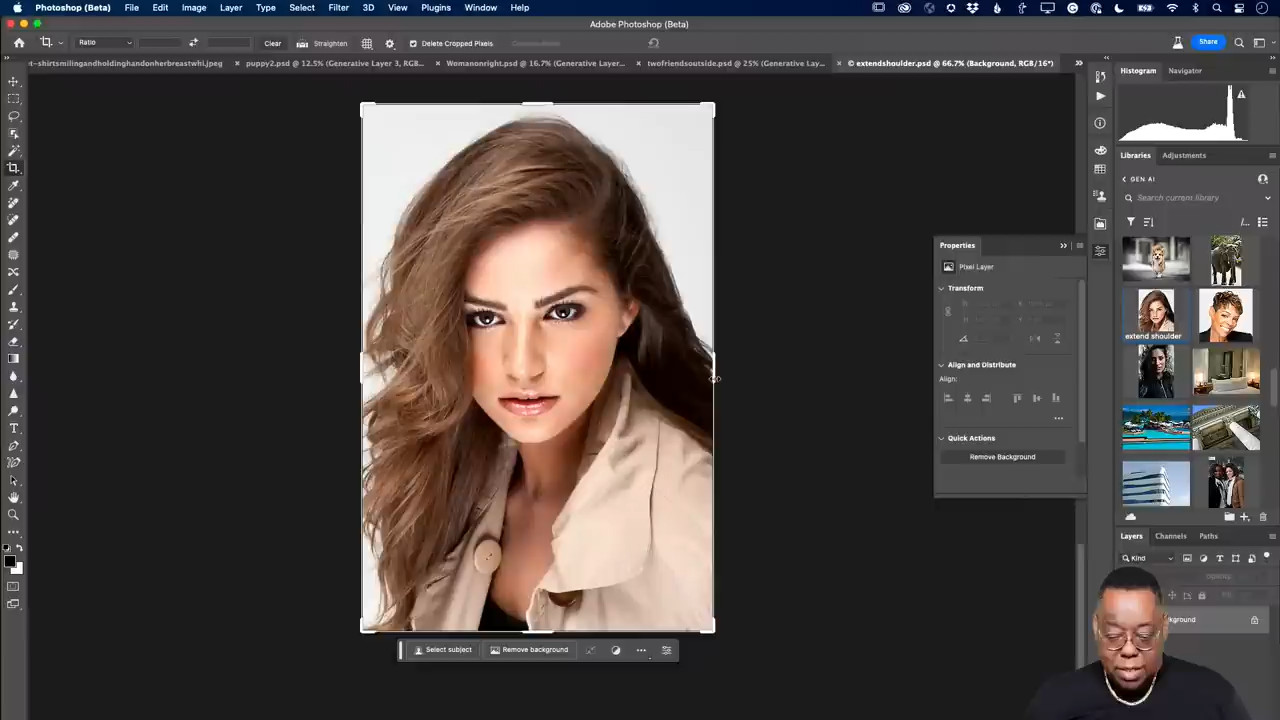 Photoshop (Beta) File Edit Image Layer Type Select Filter 3D View Plugins Window Help
Adobe Photoshop (Beta)
Ratio Clear Straighten Delete Cropped Pixels Share
t-shirtsmilingandholdinghandonherbreastwhi.jpeg × puppy2.psd @ 12.5% (Generative Layer 3, RGB... × Womanonright.psd @ 16.7% (Generative Layer... × twofriendsoutside.psd @ 25% (Generative Lay... × © extendshoulder.psd @ 66.7% (Background, RGB/16*)
Histogram Navigator
Libraries Adjustments
GEN AI
Search current library
extend shoulder
Properties
Pixel Layer
Transform
Align and Distribute
Align:
Quick Actions
Remove Background
Layers Channels Paths
Kind
Select subject Remove background